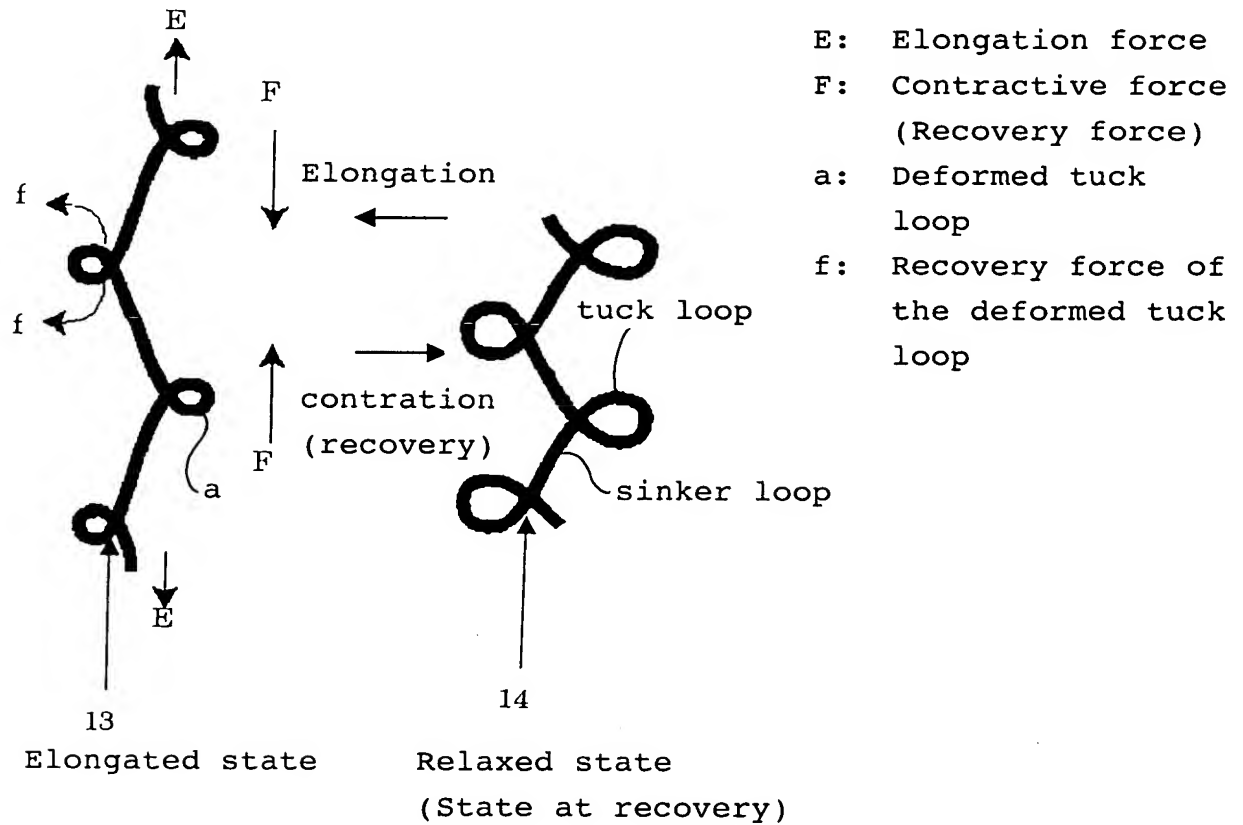 E
F
Elongation
f
f
tuck loop
contration
(recovery)
F
a
sinker loop
E
13
14
Elongated state
Relaxed state
(State at recovery)
E: Elongation force
F: Contractive force
(Recovery force)
a: Deformed tuck
loop
f: Recovery force of
the deformed tuck
loop